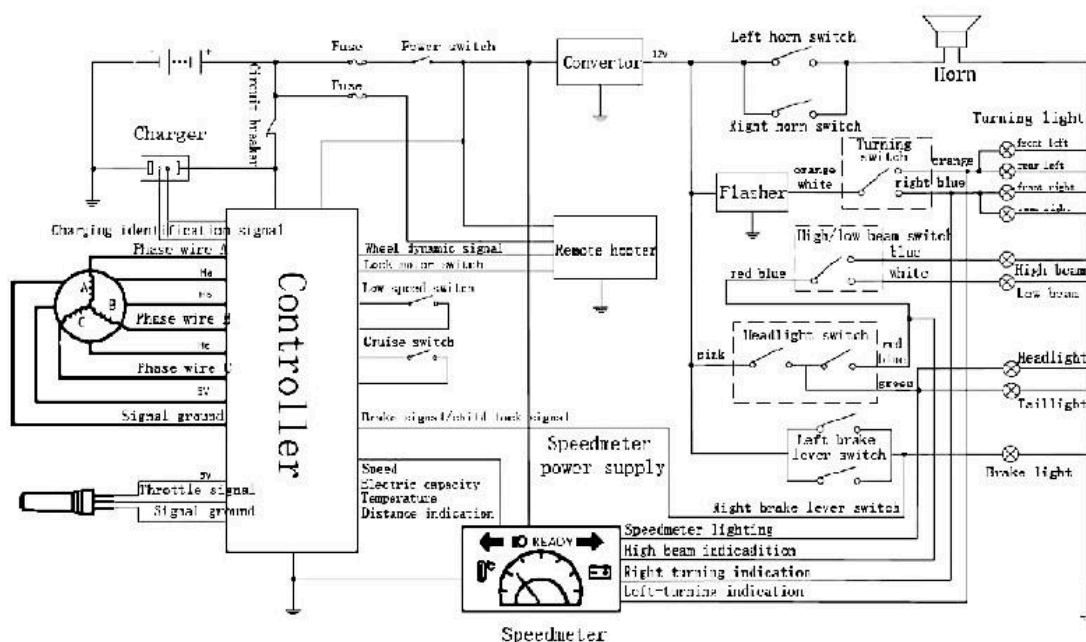 - +
Fuse
Power switch
Left horn switch
Convertor
12v
Horn
Fuse
Circuit breaker
Right horn switch
Charger
Turning light
Turning switch
front left
orange
rear left
orange white
right blue
front right
Flasher
rear right
Charging identification signal
High/low beam switch
Phase wire A
Wheel dynamic signal
Remote hoster
blue
Ha
Lock motor switch
red blue
white
High beam
Low beam
A
B
C
Low speed switch
Phase wire
Controller
Cruise switch
Headlight switch
Hc
pink
red blue
Headlight
Phase wire
5V
green
Taillight
Signal ground
Brake signal/child lock signal
Left brake lever switch
Speedmeter power supply
Brake light
5V
Speed
Throttle signal
Electric capacity
Temperature
Signal ground
Distance indication
Right brake lever switch
Speedmeter lighting
READY
High beam indicadition
Right turning indication
Left-turning indication
Speedmeter